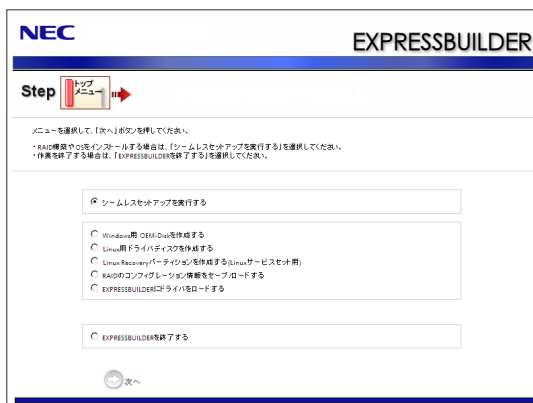 NEC
EXPRESSBUILDER
Step
トップ
メニュー
メニューを選択して、「次へ」ボタンを押してください。
・RAID構築やOSをインストールする場合は、「シームレスセットアップを実行する」を選択してください。
・作業を終了する場合は、「EXPRESSBUILDERを終了する」を選択してください。
シームレスセットアップを実行する
Windows用 OEM-Diskを作成する
Linux用ドライバディスクを作成する
Linux Recoveryパーティションを作成する(Linuxサービスセット用)
RAIDのコンフィグレーション情報をセーブ/ロードする
EXPRESSBUILDERにドライバをロードする
EXPRESSBUILDERを終了する
次へ